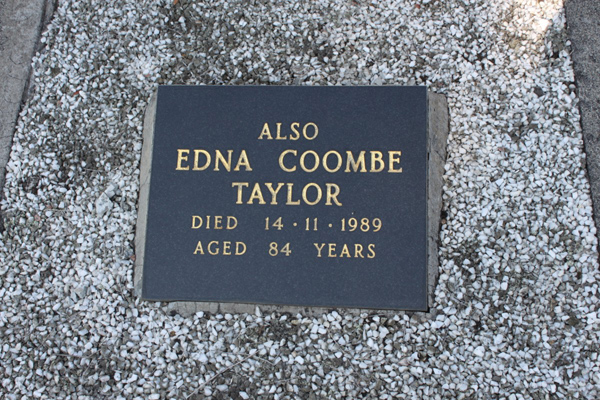 ALSO
EDNA COOMBE
TAYLOR
DIED 14·11·1989
AGED 84 YEARS